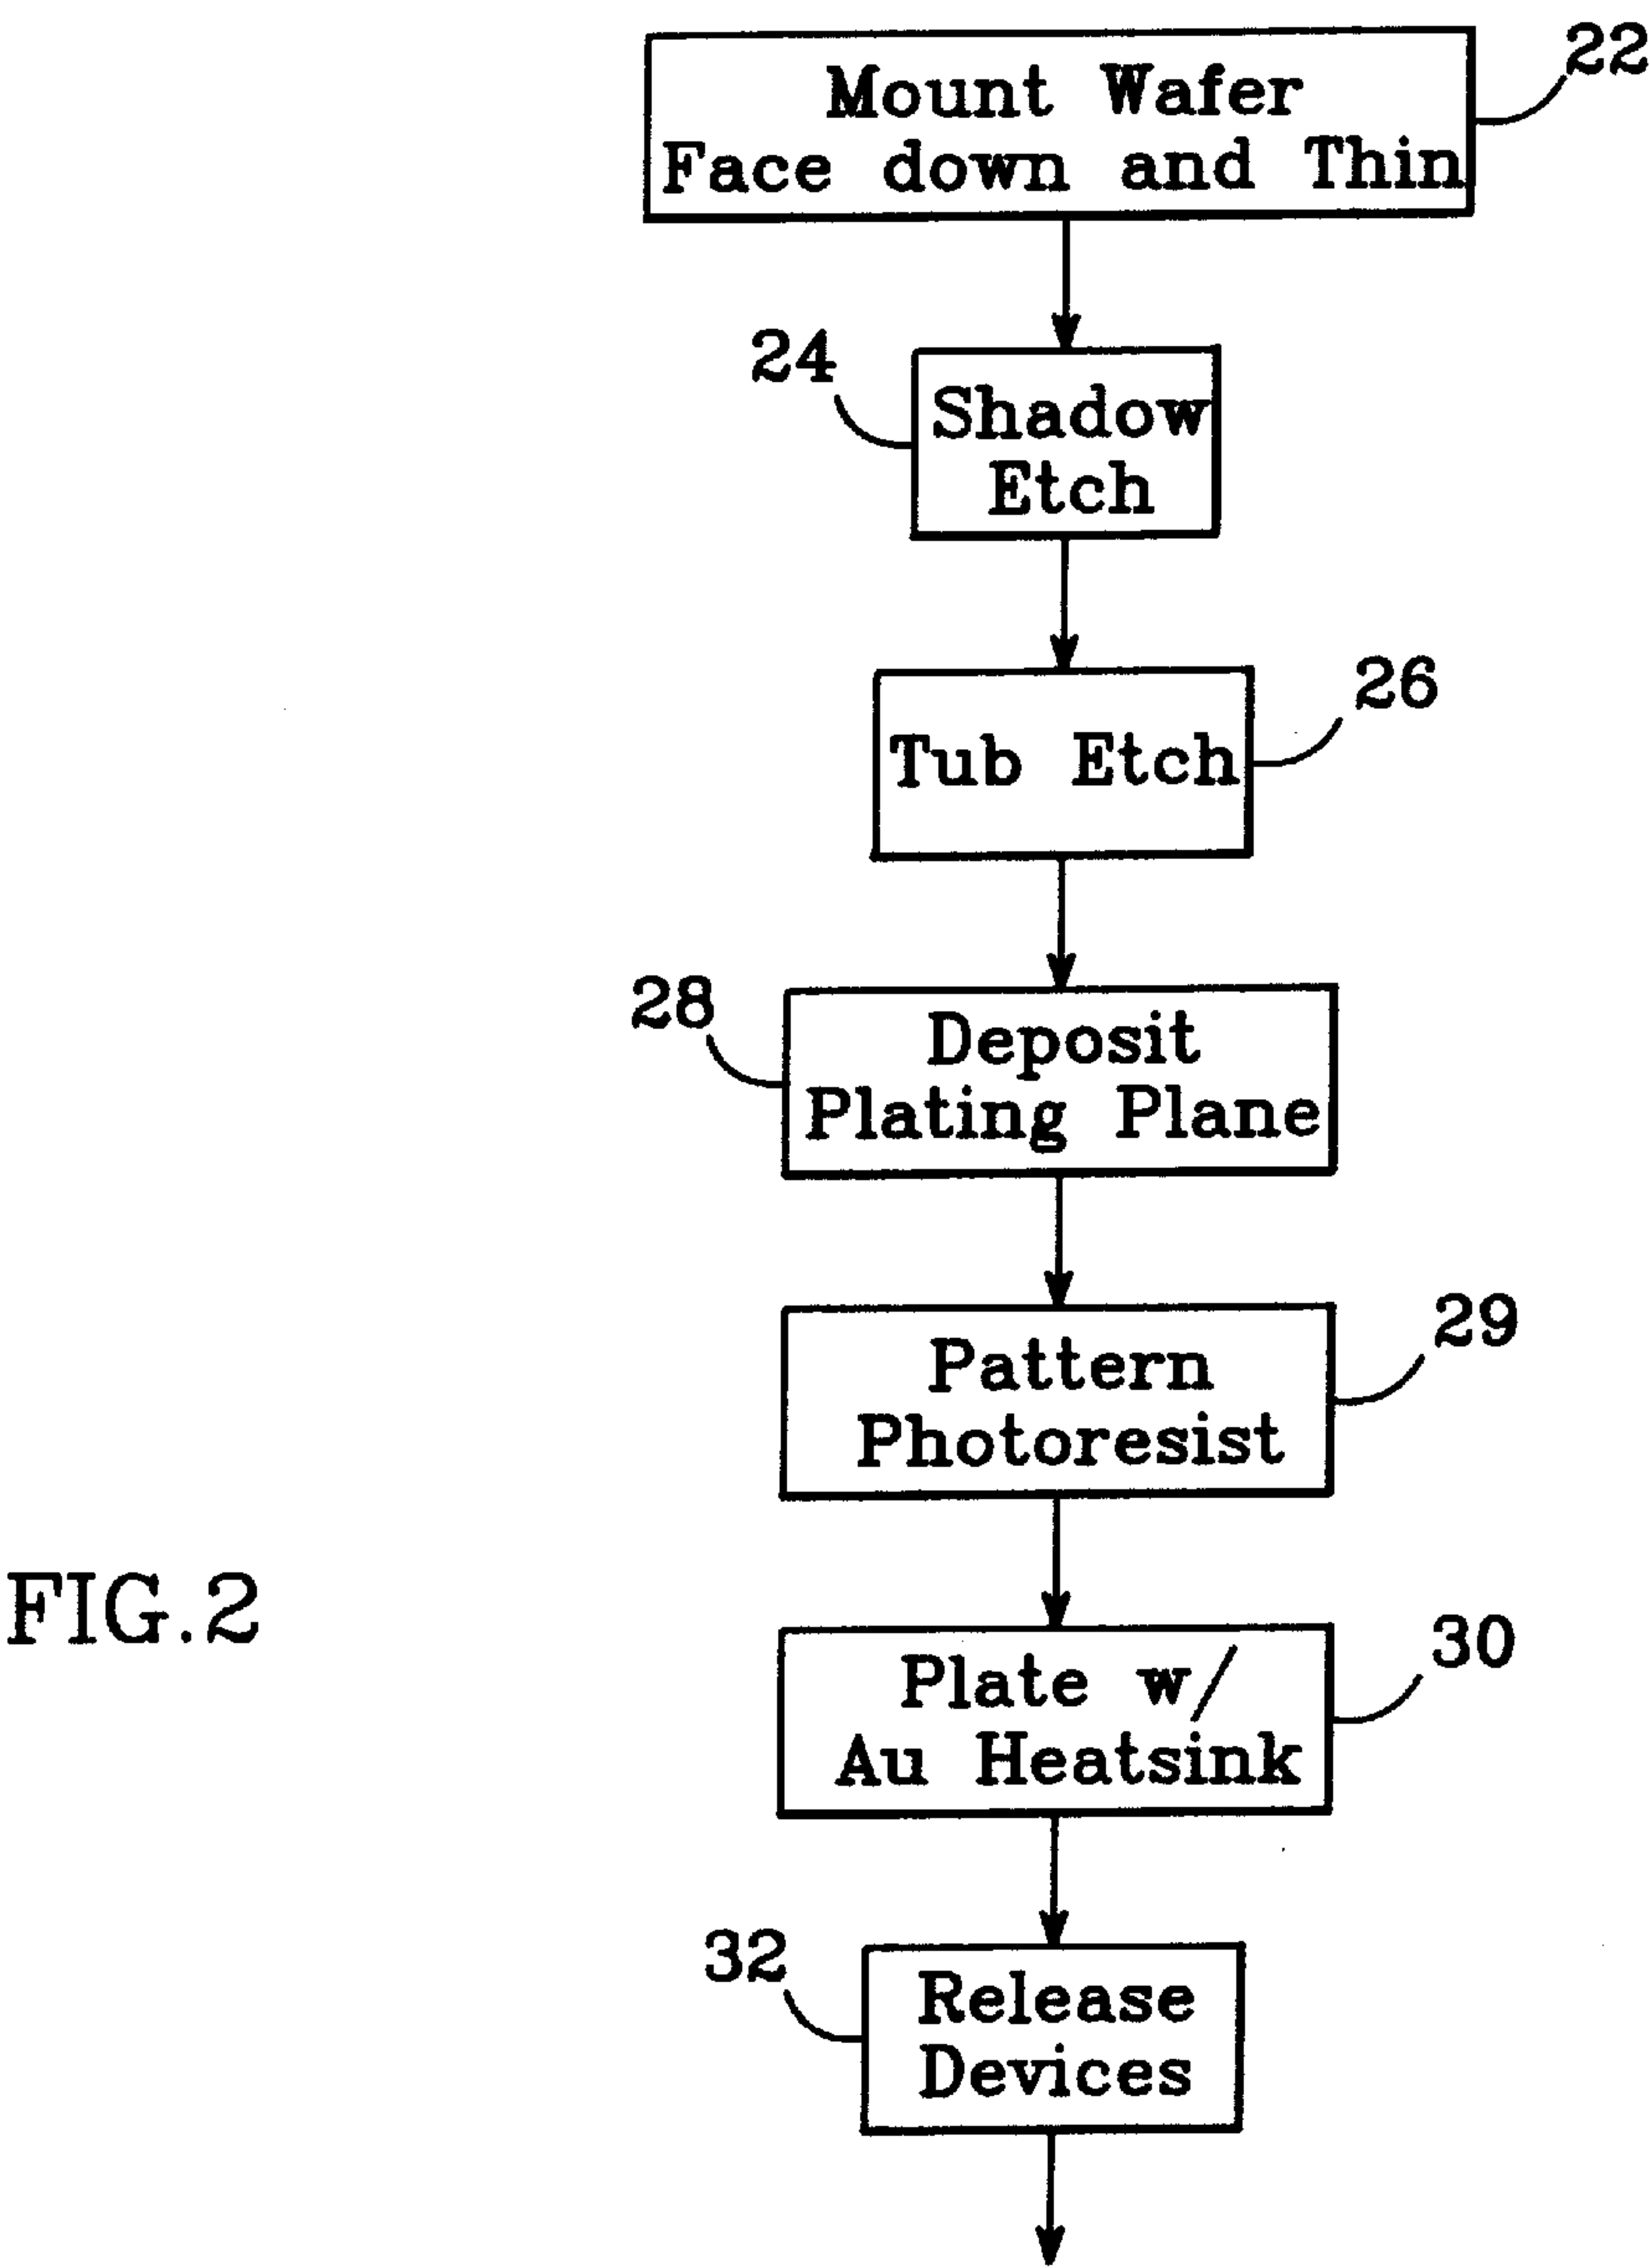 22
Mount Wafer
Face down and Thin
24
Shadow
Etch
26
Tub Etch
28
Deposit
Plating Plane
29
Pattern
Photoresist
FIG.2
30
Plate w/
Au Heatsink
32
Release
Devices